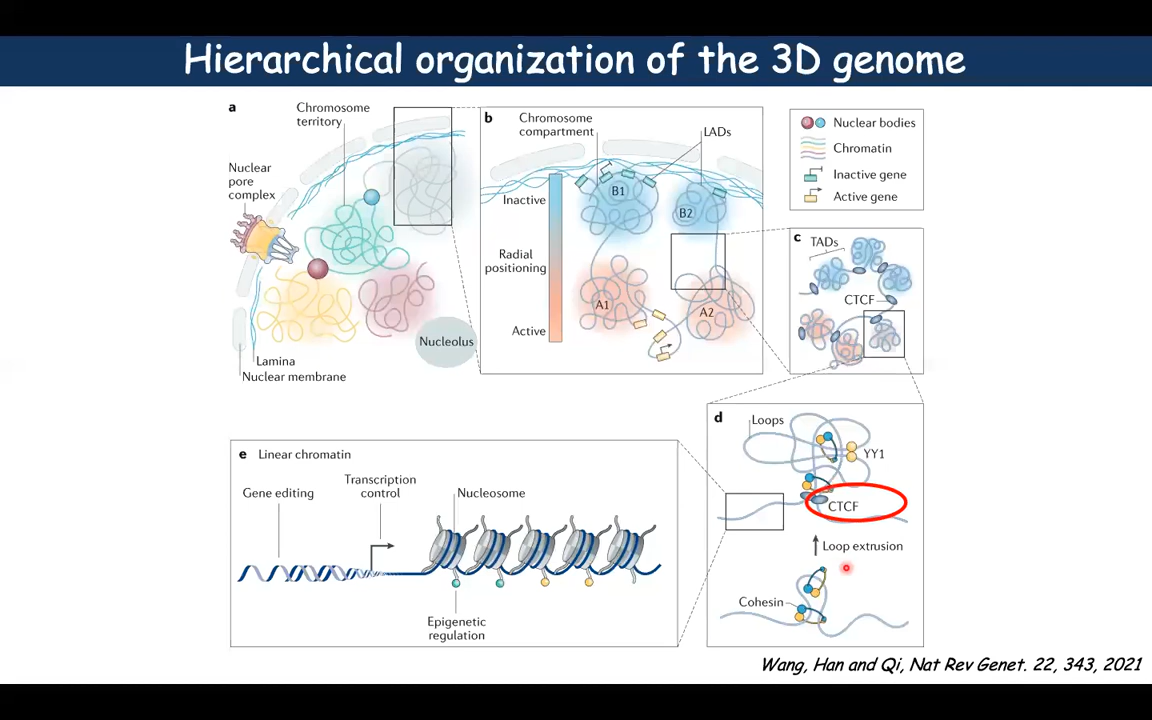 Hierarchical organization of the 3D genome
a
Chromosome
territory
Nuclear
pore
complex
Nucleolus
Lamina
Nuclear membrane
b
Chromosome
compartment
LADs
B1
B2
Inactive
Radial
positioning
Active
A1
A2
Nuclear bodies
Chromatin
Inactive gene
Active gene
c
TADs
CTCF
d
Loops
YY1
CTCF
Loop extrusion
Cohesin
e Linear chromatin
Gene editing
Transcription
control
Nucleosome
Epigenetic
regulation
Wang, Han and Qi, Nat Rev Genet. 22, 343, 2021